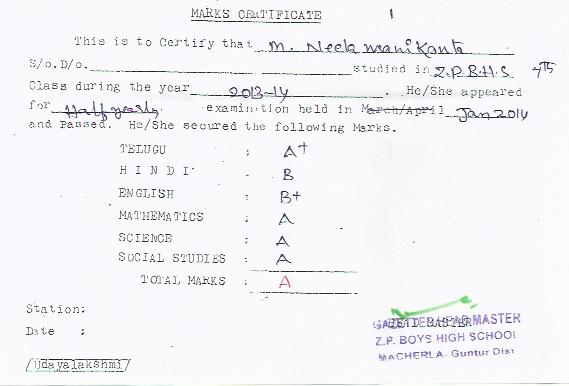 MARKS CERTIFICATE 1
This is to Certify that M. Neela manikanta
S/o.D/o. studied in Z.P.B.H.S 7th
Class during the year 2013-14 . He/She appeared
for Half yearly examination held in March/April Jan 2014
and Passed. He/She secured the following Marks.
TELUGU : A+
HINDI : B
ENGLISH : B+
MATHEMATICS : A
SCIENCE : A
SOCIAL STUDIES : A
TOTAL MARKS : A
Station:
Date :
HEAD MASTER
Z.P. BOYS HIGH SCHOOL
MACHERLA- Guntur Dist
/Udayalakshmi/